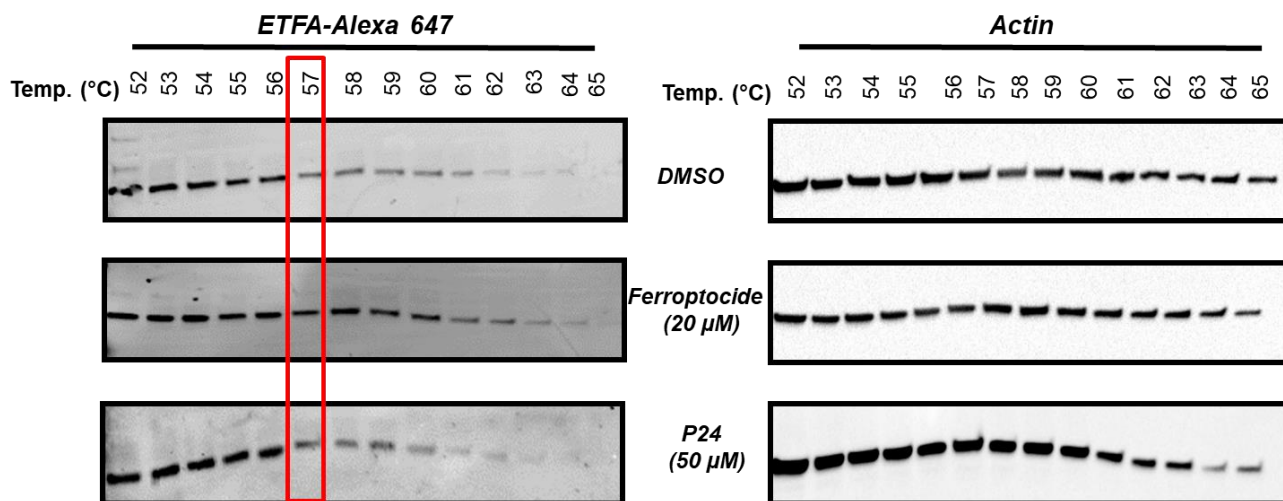 ETFA-Alexa 647
Temp. (°C) 52 53 54 55 56 57 58 59 60 61 62 63 64 65
Actin
Temp. (°C) 52 53 54 55 56 57 58 59 60 61 62 63 64 65
DMSO
Ferroptocide
(20 µM)
P24
(50 µM)